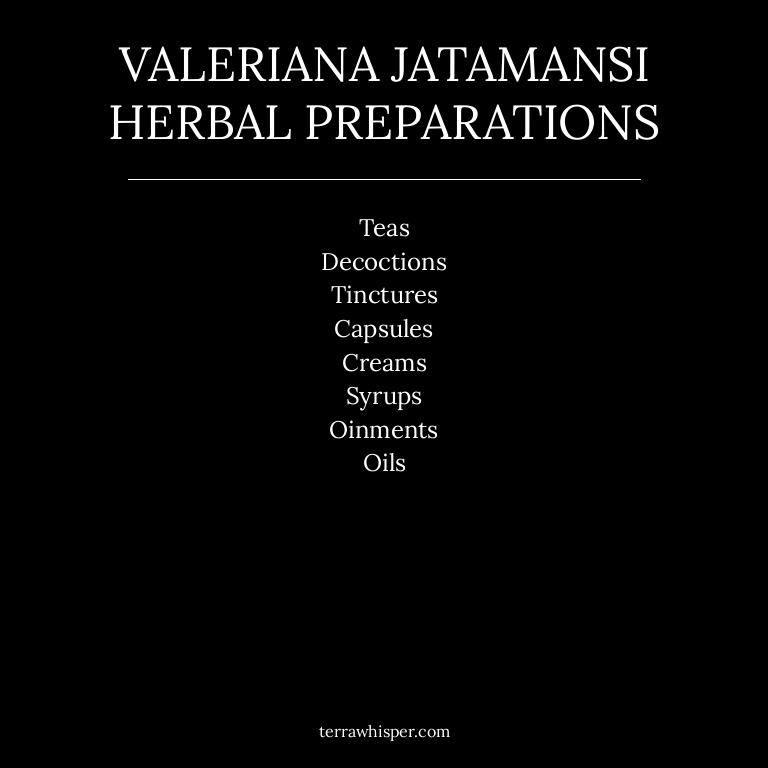 VALERIANA JATAMANSI
HERBAL PREPARATIONS
Teas
Decoctions
Tinctures
Capsules
Creams
Syrups
Oinments
Oils
terrawhisper.com